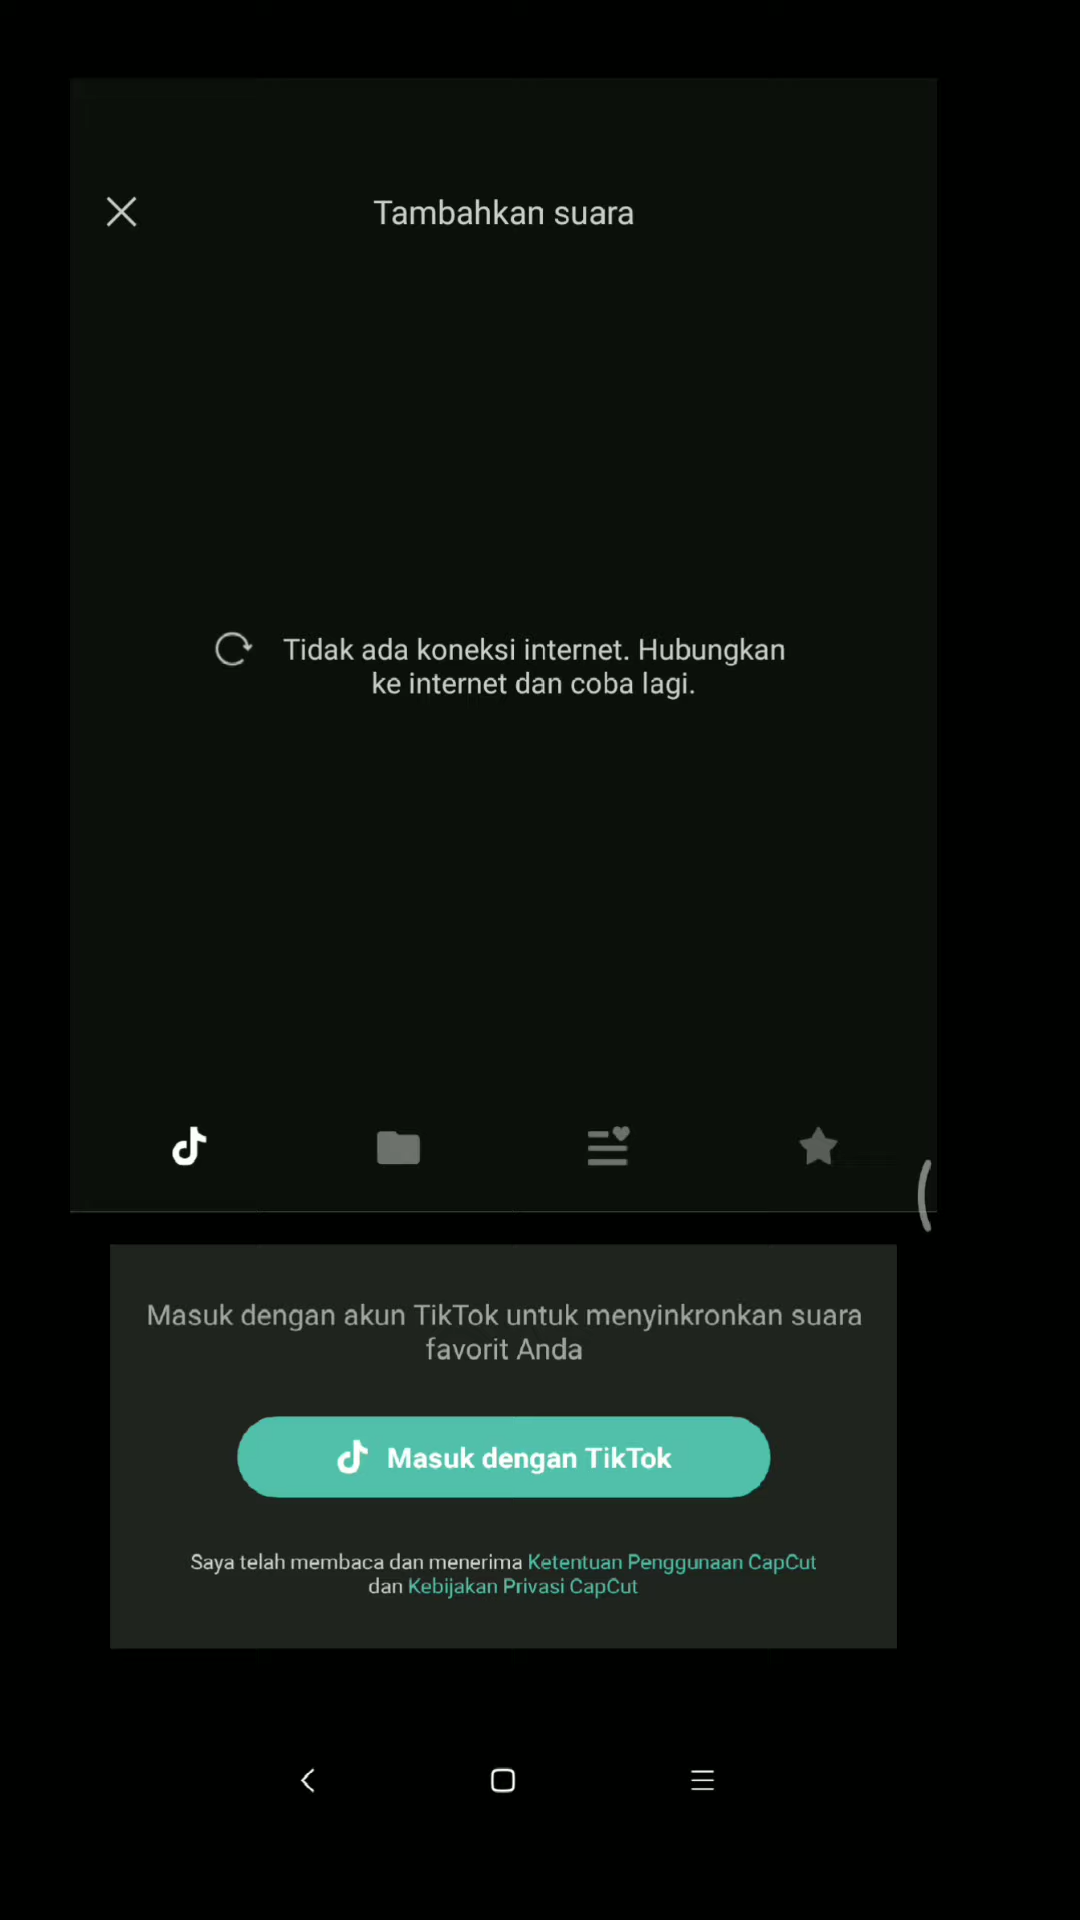 Tambahkan suara
Tidak ada koneksi internet. Hubungkan
ke internet dan coba lagi.
Masuk dengan akun TikTok untuk menyinkronkan suara
favorit Anda
Masuk dengan TikTok
Saya telah membaca dan menerima Ketentuan Penggunaan CapCut
dan Kebijakan Privasi CapCut